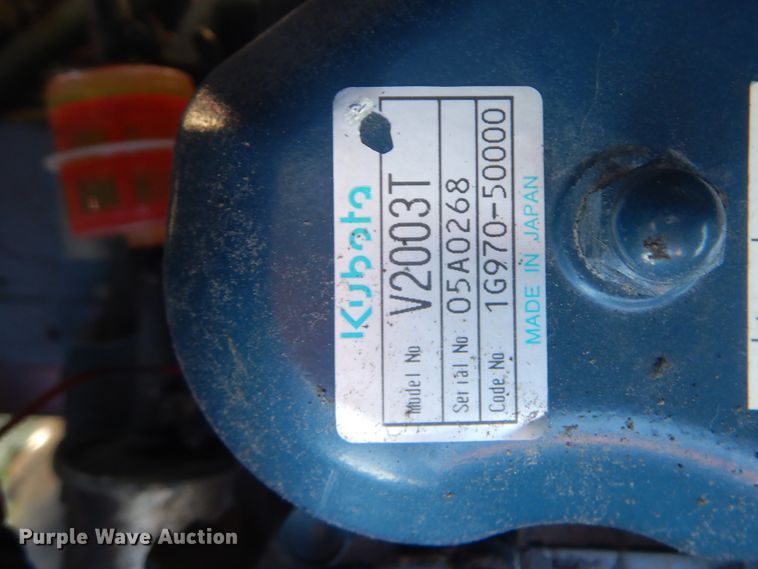 Kubota
Model No V2003T
Serial No 05A0268
Code No 1G970-50000
MADE IN JAPAN
Purple Wave Auction